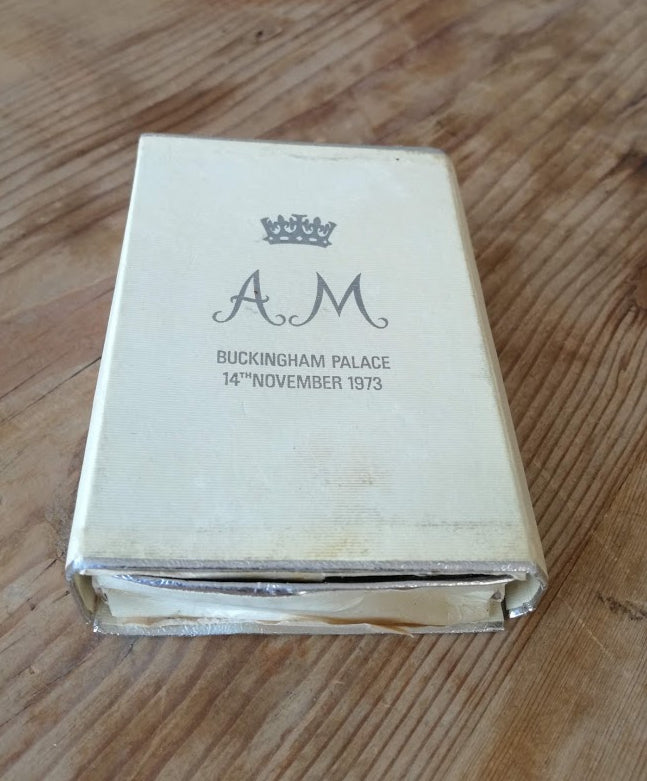 A M
BUCKINGHAM PALACE
14TH NOVEMBER 1973